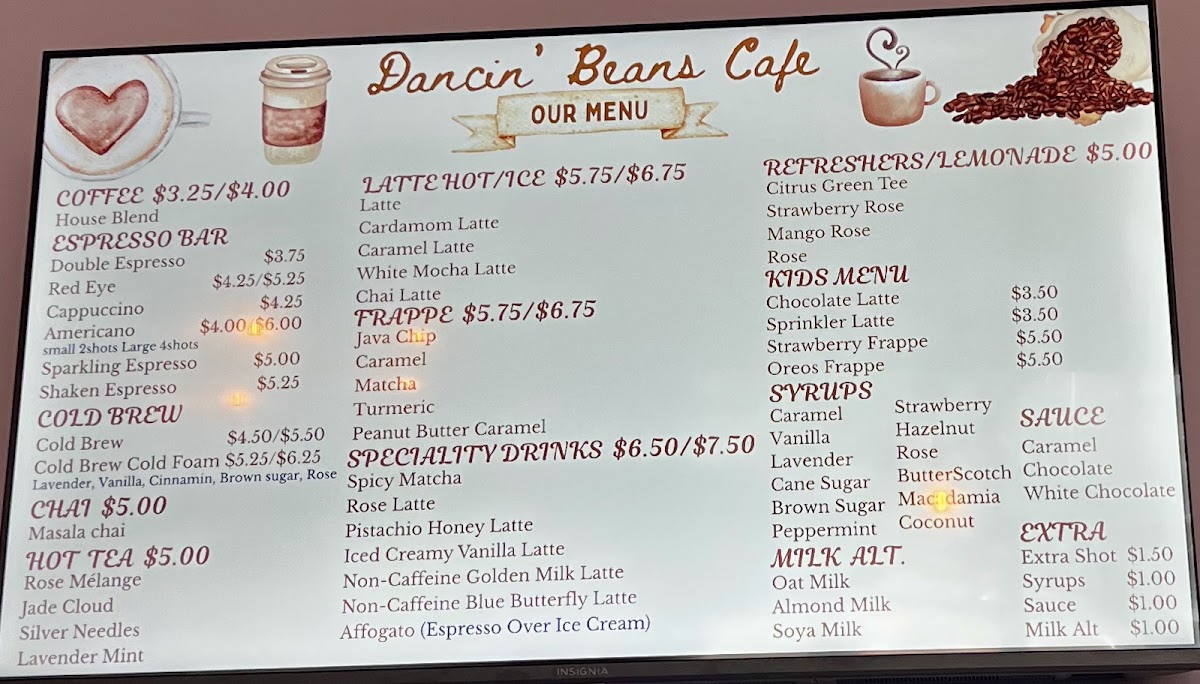 Dancin' Beans Cafe
OUR MENU
COFFEE $3.25/$4.00
House Blend
ESPRESSO BAR
Double Espresso $3.75
Red Eye $4.25/$5.25
Cappuccino $4.25
Americano $4.00/$6.00
small 2shots Large 4shots
Sparkling Espresso $5.00
Shaken Espresso $5.25
COLD BREW
Cold Brew $4.50/$5.50
Cold Brew Cold Foam $5.25/$6.25
Lavender, Vanilla, Cinnamin, Brown sugar, Rose
CHAI $5.00
Masala chai
HOT TEA $5.00
Rose Mélange
Jade Cloud
Silver Needles
Lavender Mint
LATTE HOT/ICE $5.75/$6.75
Latte
Cardamom Latte
Caramel Latte
White Mocha Latte
Chai Latte
FRAPPE $5.75/$6.75
Java Chip
Caramel
Matcha
Turmeric
Peanut Butter Caramel
SPECIALITY DRINKS $6.50/$7.50
Spicy Matcha
Rose Latte
Pistachio Honey Latte
Iced Creamy Vanilla Latte
Non-Caffeine Golden Milk Latte
Non-Caffeine Blue Butterfly Latte
Affogato (Espresso Over Ice Cream)
REFRESHERS/LEMONADE $5.00
Citrus Green Tee
Strawberry Rose
Mango Rose
Rose
KIDS MENU
Chocolate Latte $3.50
Sprinkler Latte $3.50
Strawberry Frappe $5.50
Oreos Frappe $5.50
SYRUPS
Caramel
Vanilla
Lavender
Cane Sugar
Brown Sugar
Peppermint
Strawberry
Hazelnut
Rose
ButterScotch
Macadamia
Coconut
MILK ALT.
Oat Milk
Almond Milk
Soya Milk
SAUCE
Caramel
Chocolate
White Chocolate
EXTRA
Extra Shot $1.50
Syrups $1.00
Sauce $1.00
Milk Alt $1.00
INSIGNIA